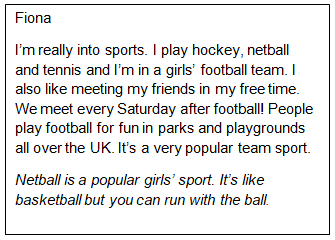 Fiona
I'm really into sports. I play hockey, netball
and tennis and I'm in a girls' football team. I
also like meeting my friends in my free time.
We meet every Saturday after football! People
play football for fun in parks and playgrounds
all over the UK. It's a very popular team sport.
Netball is a popular girls' sport. It's like
basketball but you can run with the ball.